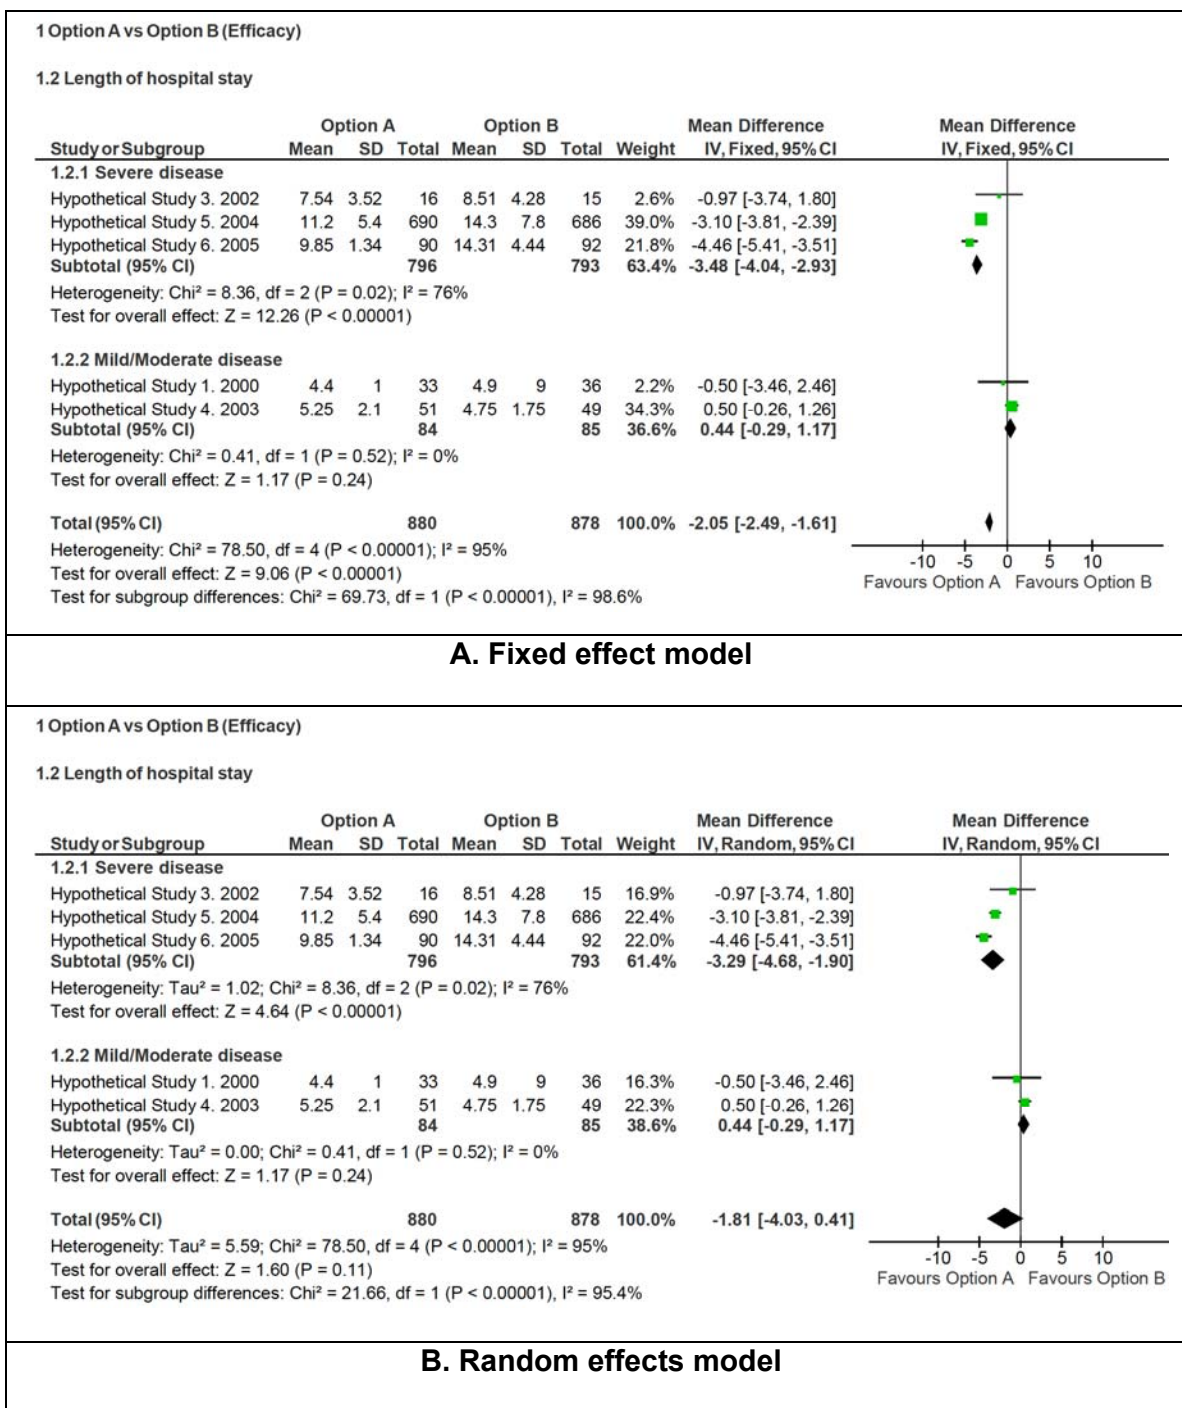 1 Option A vs Option B (Efficacy)
1.2 Length of hospital stay
Option A Option B Mean Difference Mean Difference
Study or Subgroup Mean SD Total Mean SD Total Weight IV, Fixed, 95% CI IV, Fixed, 95% CI
1.2.1 Severe disease
Hypothetical Study 3. 2002 7.54 3.52 16 8.51 4.28 15 2.6% -0.97 [-3.74, 1.80]
Hypothetical Study 5. 2004 11.2 5.4 690 14.3 7.8 686 39.0% -3.10 [-3.81, -2.39]
Hypothetical Study 6. 2005 9.85 1.34 90 14.31 4.44 92 21.8% -4.46 [-5.41, -3.51]
Subtotal (95% CI) 796 793 63.4% -3.48 [-4.04, -2.93]
Heterogeneity: Chi² = 8.36, df = 2 (P = 0.02); I² = 76%
Test for overall effect: Z = 12.26 (P < 0.00001)
1.2.2 Mild/Moderate disease
Hypothetical Study 1. 2000 4.4 1 33 4.9 9 36 2.2% -0.50 [-3.46, 2.46]
Hypothetical Study 4. 2003 5.25 2.1 51 4.75 1.75 49 34.3% 0.50 [-0.26, 1.26]
Subtotal (95% CI) 84 85 36.6% 0.44 [-0.29, 1.17]
Heterogeneity: Chi² = 0.41, df = 1 (P = 0.52); I² = 0%
Test for overall effect: Z = 1.17 (P = 0.24)
Total (95% CI) 880 878 100.0% -2.05 [-2.49, -1.61]
Heterogeneity: Chi² = 78.50, df = 4 (P < 0.00001); I² = 95%
Test for overall effect: Z = 9.06 (P < 0.00001)
Test for subgroup differences: Chi² = 69.73, df = 1 (P < 0.00001), I² = 98.6%
-10 -5 0 5 10
Favours Option A Favours Option B
A. Fixed effect model
1 Option A vs Option B (Efficacy)
1.2 Length of hospital stay
Option A Option B Mean Difference Mean Difference
Study or Subgroup Mean SD Total Mean SD Total Weight IV, Random, 95% CI IV, Random, 95% CI
1.2.1 Severe disease
Hypothetical Study 3. 2002 7.54 3.52 16 8.51 4.28 15 16.9% -0.97 [-3.74, 1.80]
Hypothetical Study 5. 2004 11.2 5.4 690 14.3 7.8 686 22.4% -3.10 [-3.81, -2.39]
Hypothetical Study 6. 2005 9.85 1.34 90 14.31 4.44 92 22.0% -4.46 [-5.41, -3.51]
Subtotal (95% CI) 796 793 61.4% -3.29 [-4.68, -1.90]
Heterogeneity: Tau² = 1.02; Chi² = 8.36, df = 2 (P = 0.02); I² = 76%
Test for overall effect: Z = 4.64 (P < 0.00001)
1.2.2 Mild/Moderate disease
Hypothetical Study 1. 2000 4.4 1 33 4.9 9 36 16.3% -0.50 [-3.46, 2.46]
Hypothetical Study 4. 2003 5.25 2.1 51 4.75 1.75 49 22.3% 0.50 [-0.26, 1.26]
Subtotal (95% CI) 84 85 38.6% 0.44 [-0.29, 1.17]
Heterogeneity: Tau² = 0.00; Chi² = 0.41, df = 1 (P = 0.52); I² = 0%
Test for overall effect: Z = 1.17 (P = 0.24)
Total (95% CI) 880 878 100.0% -1.81 [-4.03, 0.41]
Heterogeneity: Tau² = 5.59; Chi² = 78.50, df = 4 (P < 0.00001); I² = 95%
Test for overall effect: Z = 1.60 (P = 0.11)
Test for subgroup differences: Chi² = 21.66, df = 1 (P < 0.00001), I² = 95.4%
-10 -5 0 5 10
Favours Option A Favours Option B
B. Random effects model